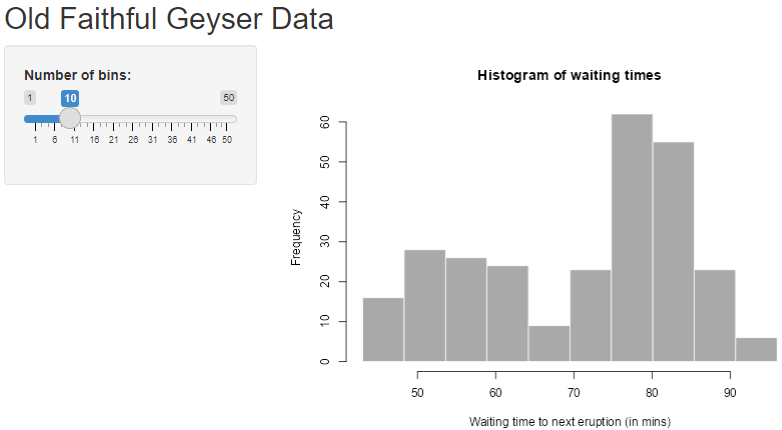 Old Faithful Geyser Data
Number of bins:
1 10 50
1 6 11 16 21 26 31 36 41 46 50
Histogram of waiting times
Frequency
60
50
40
30
20
10
0
50 60 70 80 90
Waiting time to next eruption (in mins)